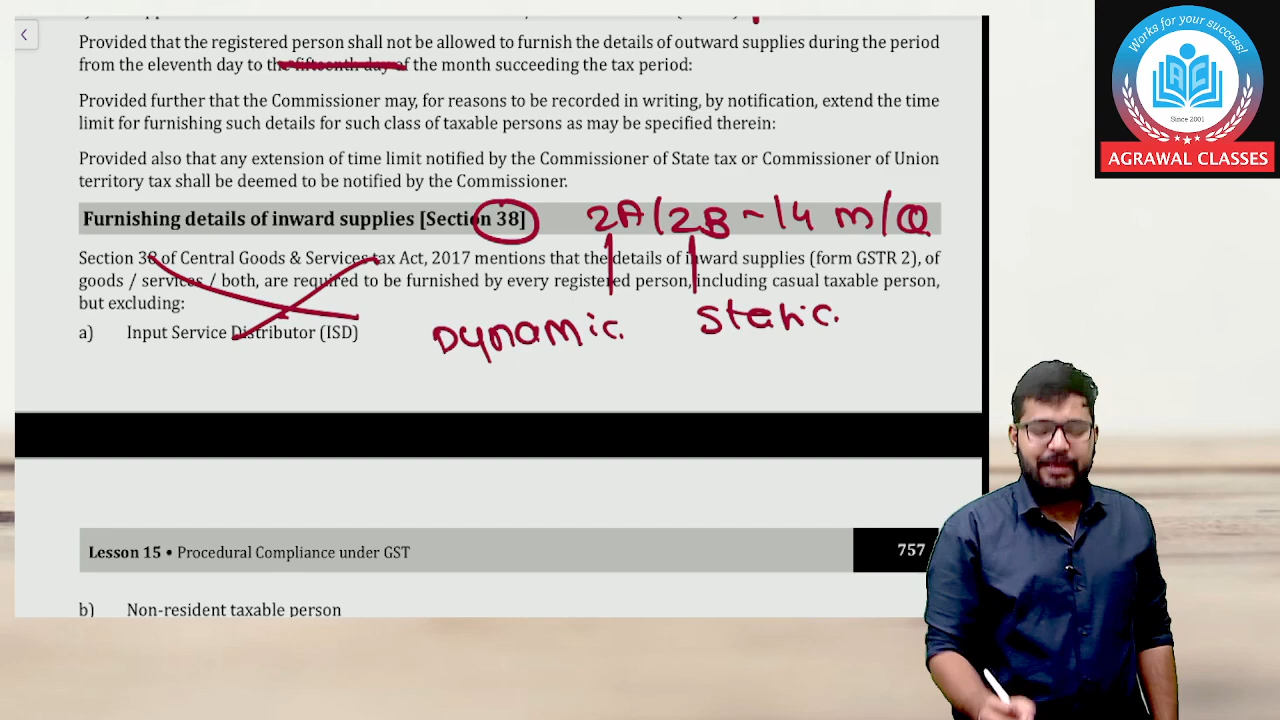 Provided that the registered person shall not be allowed to furnish the details of outward supplies during the period
from the eleventh day to the fifteenth day of the month succeeding the tax period:
Provided further that the Commissioner may, for reasons to be recorded in writing, by notification, extend the time
limit for furnishing such details for such class of taxable persons as may be specified therein:
Provided also that any extension of time limit notified by the Commissioner of State tax or Commissioner of Union
territory tax shall be deemed to be notified by the Commissioner.
Furnishing details of inward supplies [Section 38] 2A/2B ~14 M/Q
Section 38 of Central Goods & Services tax Act, 2017 mentions that the details of inward supplies (form GSTR 2), of
goods / services / both, are required to be furnished by every registered person, including casual taxable person,
but excluding:
a) Input Service Distributor (ISD)
Dynamic. Static.
Lesson 15 • Procedural Compliance under GST 757
b) Non-resident taxable person
Works for your success!
AC
Since 2001
AGRAWAL CLASSES